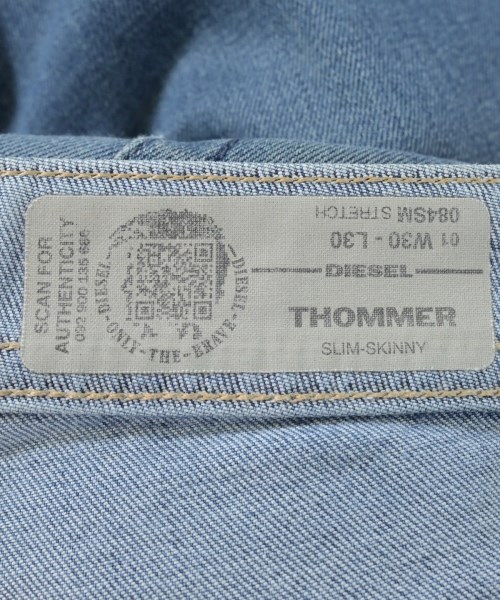 SCAN FOR
AUTHENTICITY
092 900 135 686
DIESEL
-ONLY-THE-BRAVE-
DIESEL
084SM STRETCH
01 W30 - L30
DIESEL
THOMMER
SLIM-SKINNY